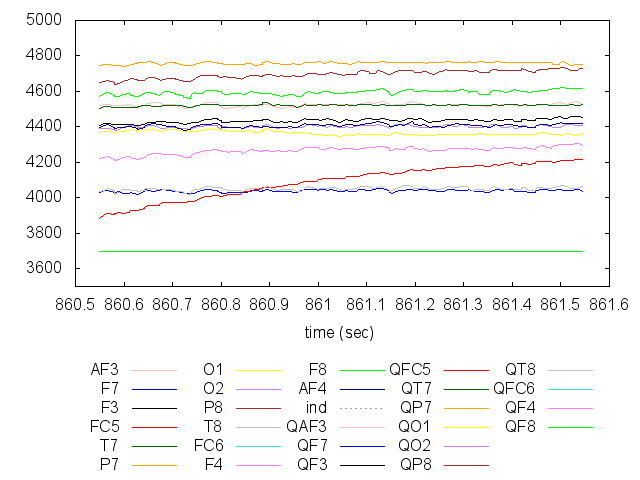 5000
4800
4600
4400
4200
4000
3800
3600
860.5 860.6 860.7 860.8 860.9 861 861.1 861.2 861.3 861.4 861.5 861.6
time (sec)
AF3 O1 F8 QFC5 QT8
F7 O2 AF4 QT7 QFC6
F3 P8 ind QP7 QF4
FC5 T8 QAF3 QO1 QF8
T7 FC6 QF7 QO2
P7 F4 QF3 QP8